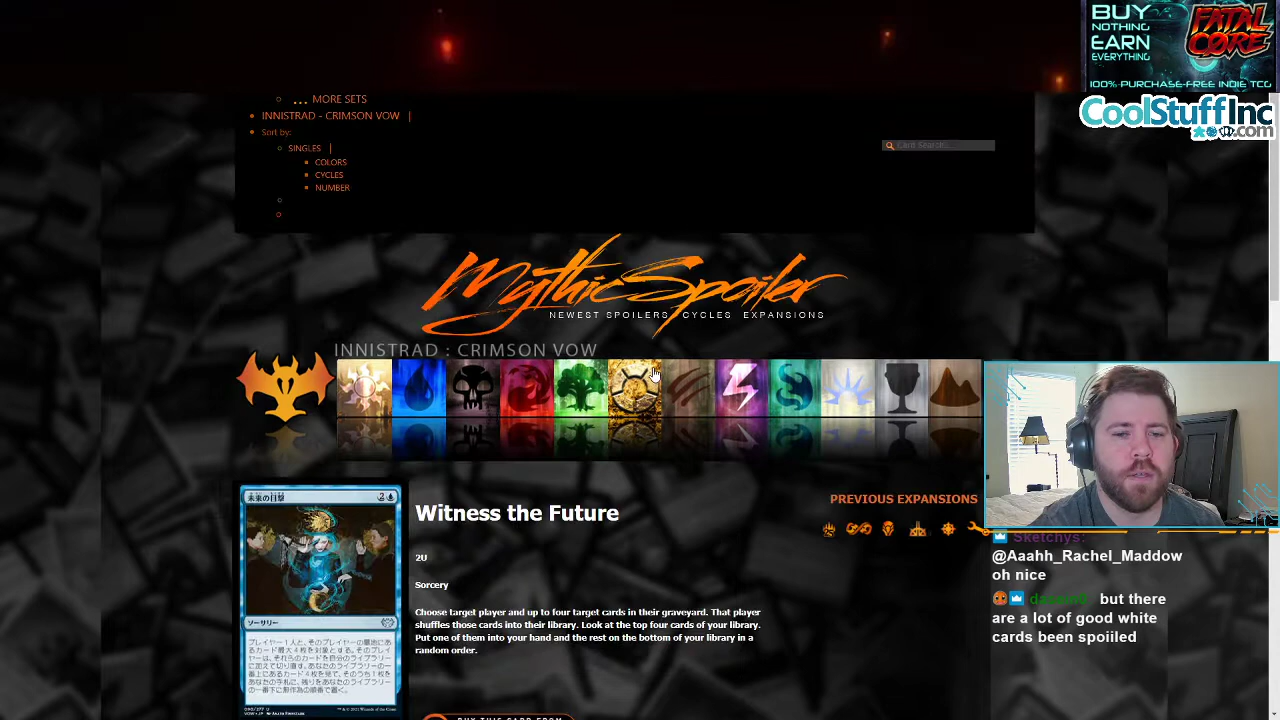 BUY
NOTHING
EARN
EVERYTHING
FATAL
CORE
100% PURCHASE-FREE INDIE TCG
CoolStuffInc
.com
... MORE SETS
INNISTRAD - CRIMSON VOW |
Sort by:
SINGLES |
COLORS
CYCLES
NUMBER
Card Search...
MythicSpoiler
NEWEST SPOILERS CYCLES EXPANSIONS
INNISTRAD : CRIMSON VOW
未来の目撃 2
ソーサリー
Witness the Future
2U
Sorcery
Choose target player and up to four target cards in their graveyard. That player
shuffles those cards into their library. Look at the top four cards of your library.
Put one of them into your hand and the rest on the bottom of your library in a
random order.
PREVIOUS EXPANSIONS
Sketchys:
@Aaahh_Rachel_Maddow
oh nice
but there
are a lot of good white
cards been spoiiled